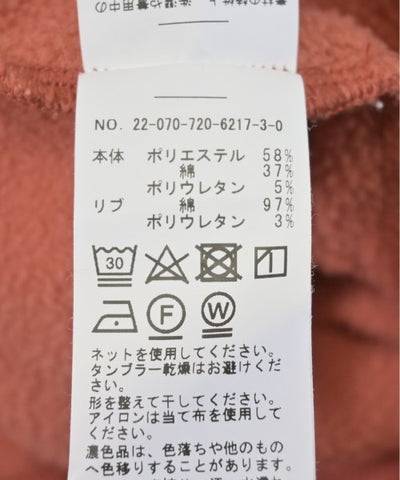 NO. 22-070-720-6217-3-0
本体 ポリエステル 58%
綿 37%
ポリウレタン 5%
リブ 綿 97%
ポリウレタン 3%
30
F W
ネットを使用してください。
タンブラー乾燥はお避けくだ
さい。
形を整えて干してください。
アイロンは当て布を使用して
ください。
濃色品は、色落ちや他のもの
へ色移りすることがあります。